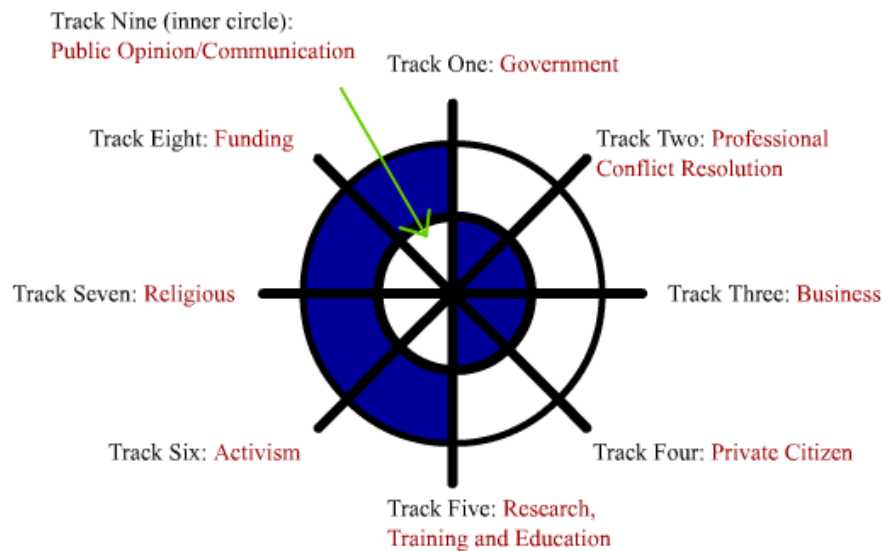 Track Nine (inner circle):
Public Opinion/Communication
Track One: Government
Track Eight: Funding
Track Two: Professional
Conflict Resolution
Track Seven: Religious
Track Three: Business
Track Six: Activism
Track Four: Private Citizen
Track Five: Research,
Training and Education